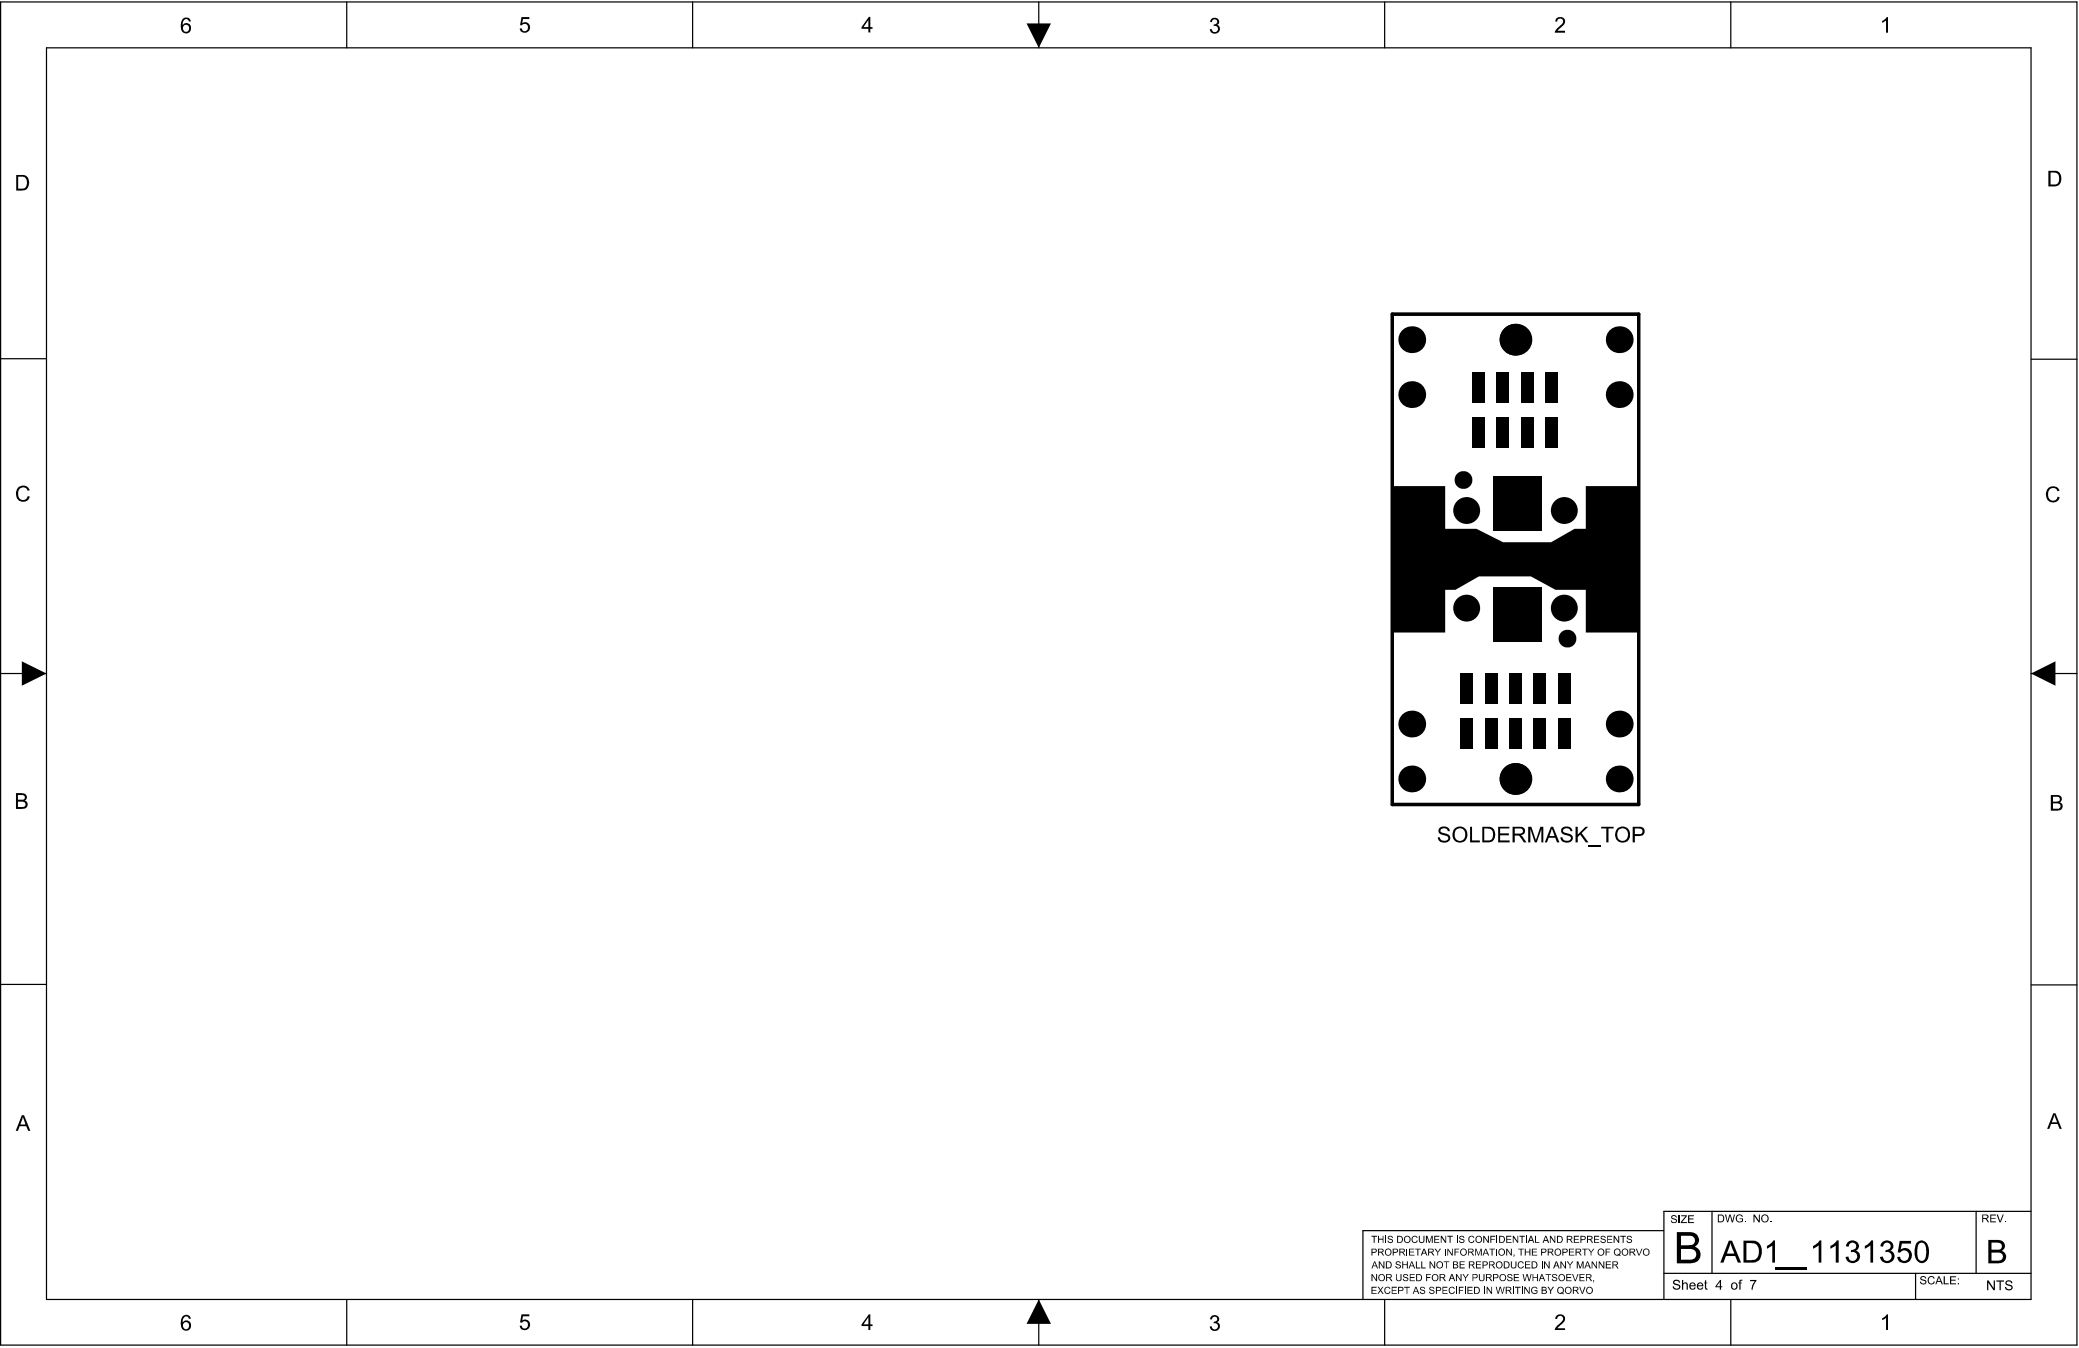 6 5 4 3 2 1
D D
C C
B B
A A
SOLDERMASK_TOP
THIS DOCUMENT IS CONFIDENTIAL AND REPRESENTS
PROPRIETARY INFORMATION, THE PROPERTY OF QORVO
AND SHALL NOT BE REPRODUCED IN ANY MANNER
NOR USED FOR ANY PURPOSE WHATSOEVER,
EXCEPT AS SPECIFIED IN WRITING BY QORVO
SIZE DWG. NO. REV.
B AD1__1131350 B
Sheet 4 of 7 SCALE: NTS
6 5 4 3 2 1